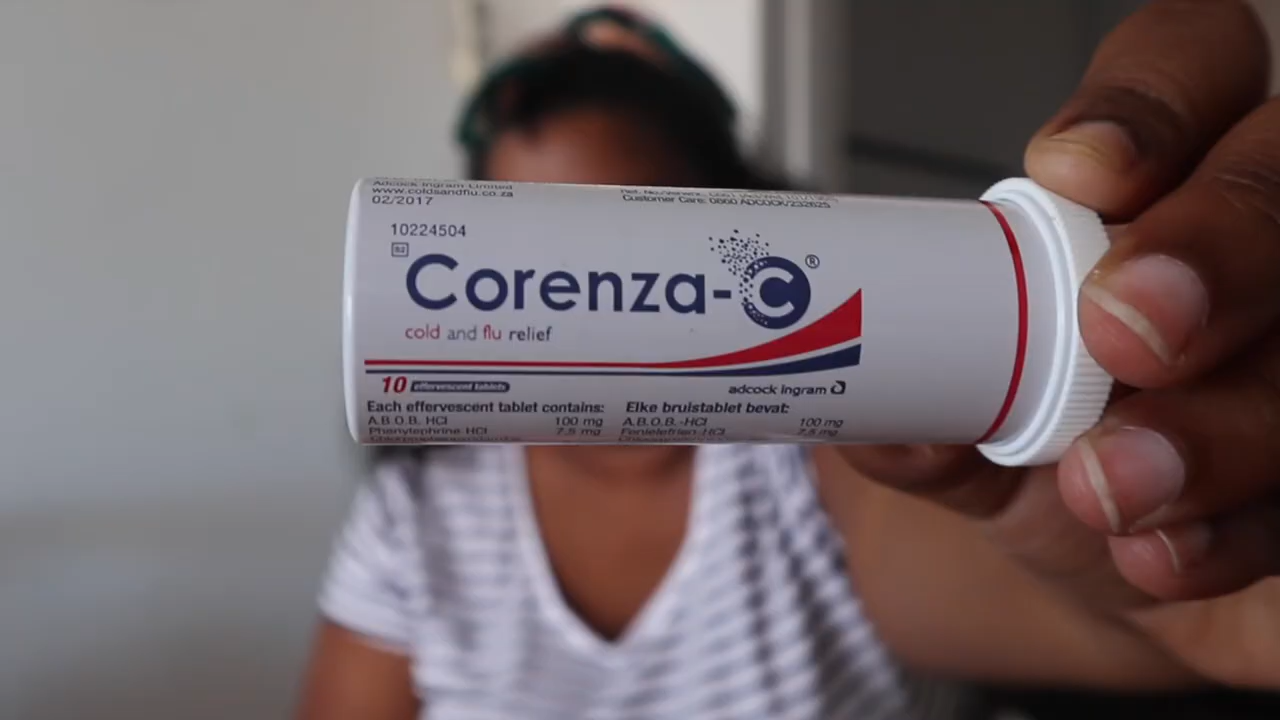 Adcock Ingram Limited
www.coldsandflu.co.za
02/2017
Customer Care: 0860 ADCOCK/232625
10224504
S2
Corenza-C®
cold and flu relief
10 effervescent tablets
adcock ingram
Each effervescent tablet contains:
A.B.O.B. HCl 100 mg
Phenylephrine HCl 7,5 mg
Elke bruistablet bevat:
A.B.O.B.-HCl 100 mg
Fenielefrien-HCl 7,5 mg